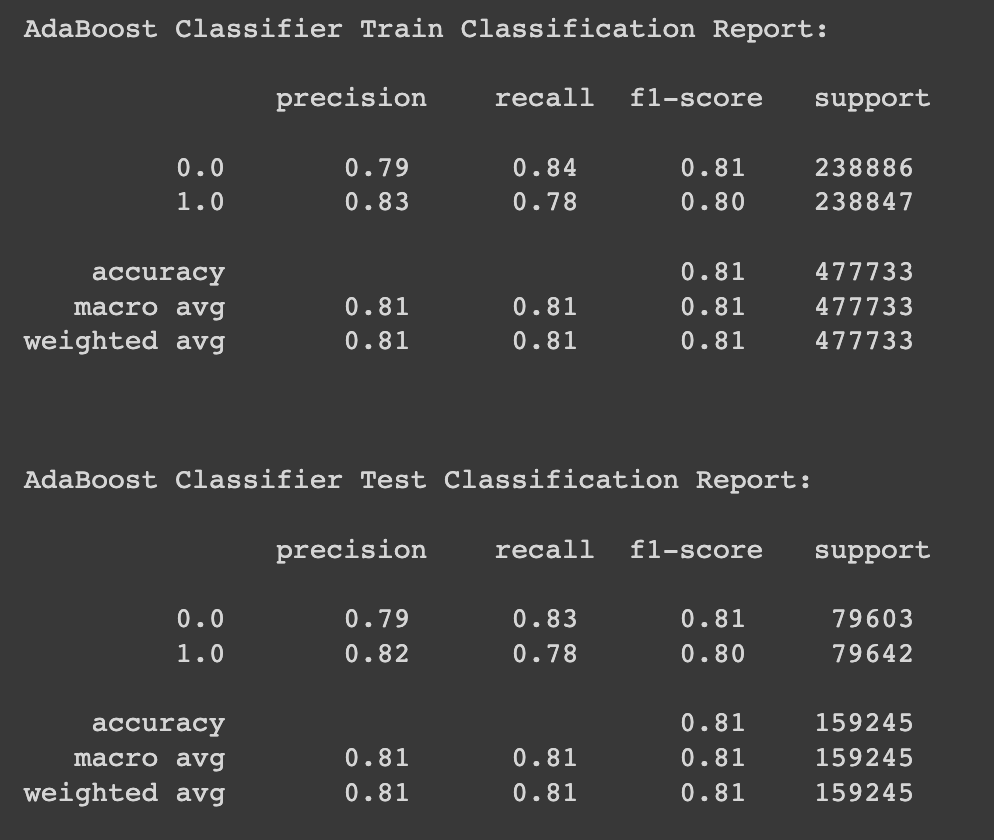 AdaBoost Classifier Train Classification Report:
precision recall f1-score support
0.0 0.79 0.84 0.81 238886
1.0 0.83 0.78 0.80 238847
accuracy 0.81 477733
macro avg 0.81 0.81 0.81 477733
weighted avg 0.81 0.81 0.81 477733
AdaBoost Classifier Test Classification Report:
precision recall f1-score support
0.0 0.79 0.83 0.81 79603
1.0 0.82 0.78 0.80 79642
accuracy 0.81 159245
macro avg 0.81 0.81 0.81 159245
weighted avg 0.81 0.81 0.81 159245